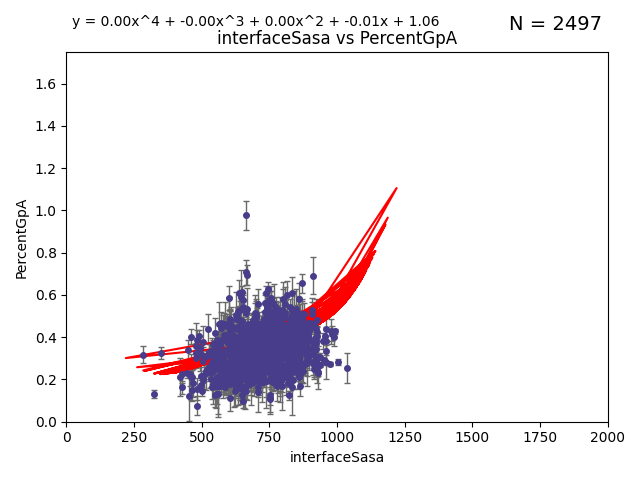 y = 0.00x^4 + -0.00x^3 + 0.00x^2 + -0.01x + 1.06
N = 2497
interfaceSasa vs PercentGpA
PercentGpA
1.6
1.4
1.2
1.0
0.8
0.6
0.4
0.2
0.0
0 250 500 750 1000 1250 1500 1750 2000
interfaceSasa